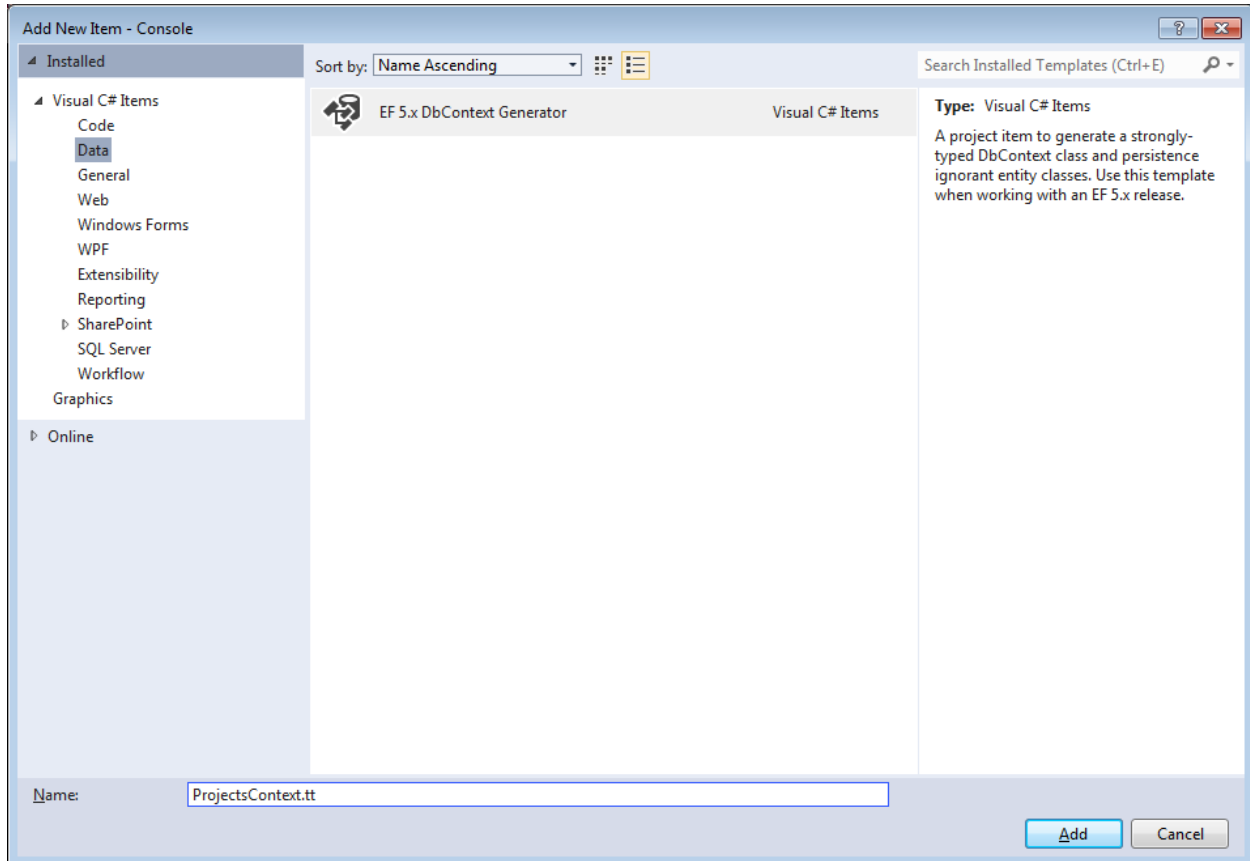 Add New Item - Console
Installed
Sort by: Name Ascending
Search Installed Templates (Ctrl+E)
Visual C# Items
Code
Data
General
Web
Windows Forms
WPF
Extensibility
Reporting
SharePoint
SQL Server
Workflow
Graphics
Online
EF 5.x DbContext Generator Visual C# Items
Type: Visual C# Items
A project item to generate a strongly-
typed DbContext class and persistence
ignorant entity classes. Use this template
when working with an EF 5.x release.
Name: ProjectsContext.tt
Add Cancel